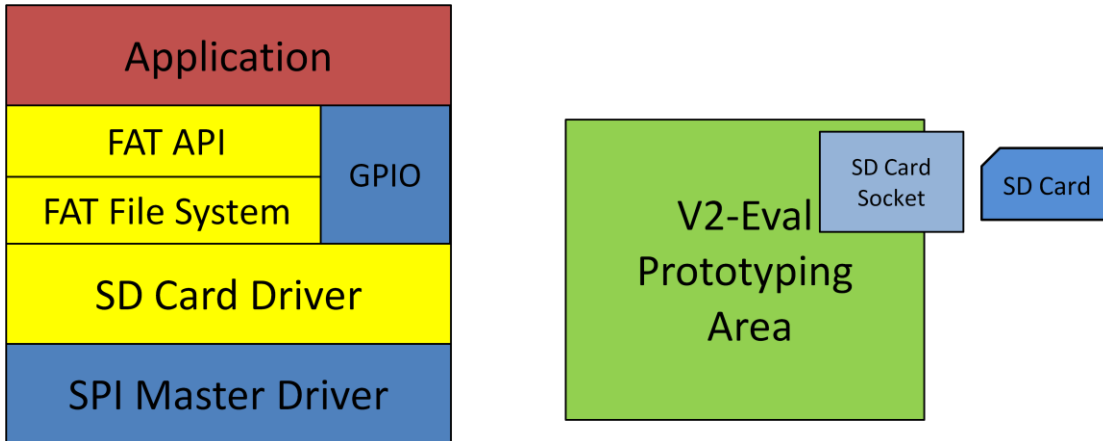 Application
FAT API
GPIO
FAT File System
SD Card Driver
SPI Master Driver
V2-Eval
Prototyping
Area
SD Card
Socket
SD Card